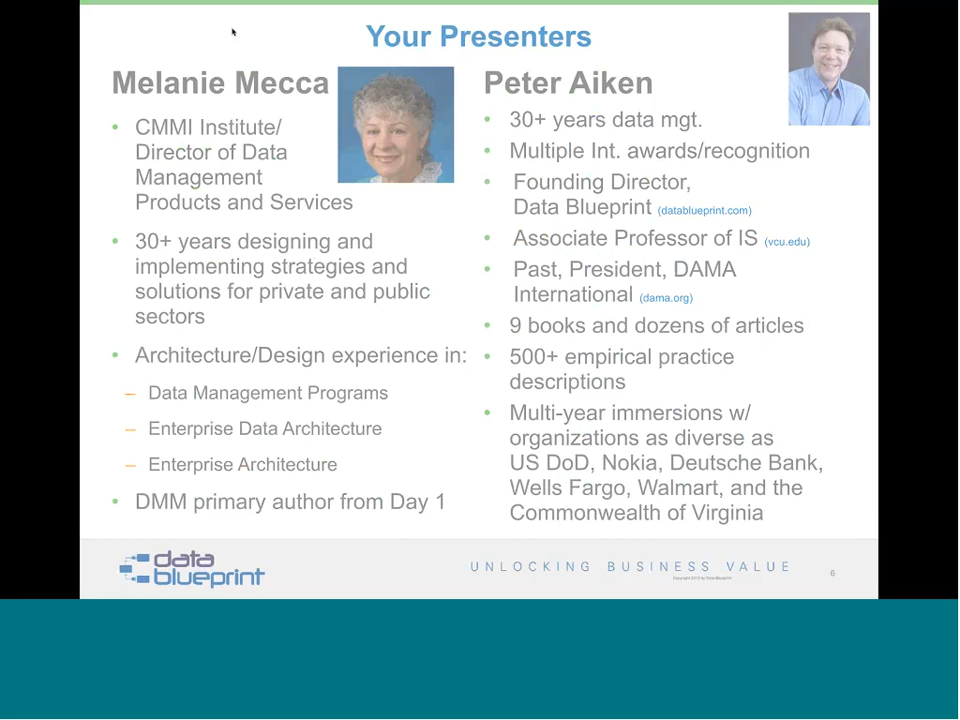 Your Presenters
Melanie Mecca
• CMMI Institute/
Director of Data
Management
Products and Services
• 30+ years designing and
implementing strategies and
solutions for private and public
sectors
• Architecture/Design experience in:
– Data Management Programs
– Enterprise Data Architecture
– Enterprise Architecture
• DMM primary author from Day 1
Peter Aiken
• 30+ years data mgt.
• Multiple Int. awards/recognition
• Founding Director,
Data Blueprint (datablueprint.com)
• Associate Professor of IS (vcu.edu)
• Past, President, DAMA
International (dama.org)
• 9 books and dozens of articles
• 500+ empirical practice
descriptions
• Multi-year immersions w/
organizations as diverse as
US DoD, Nokia, Deutsche Bank,
Wells Fargo, Walmart, and the
Commonwealth of Virginia
data
blueprint
UNLOCKING BUSINESS VALUE
6